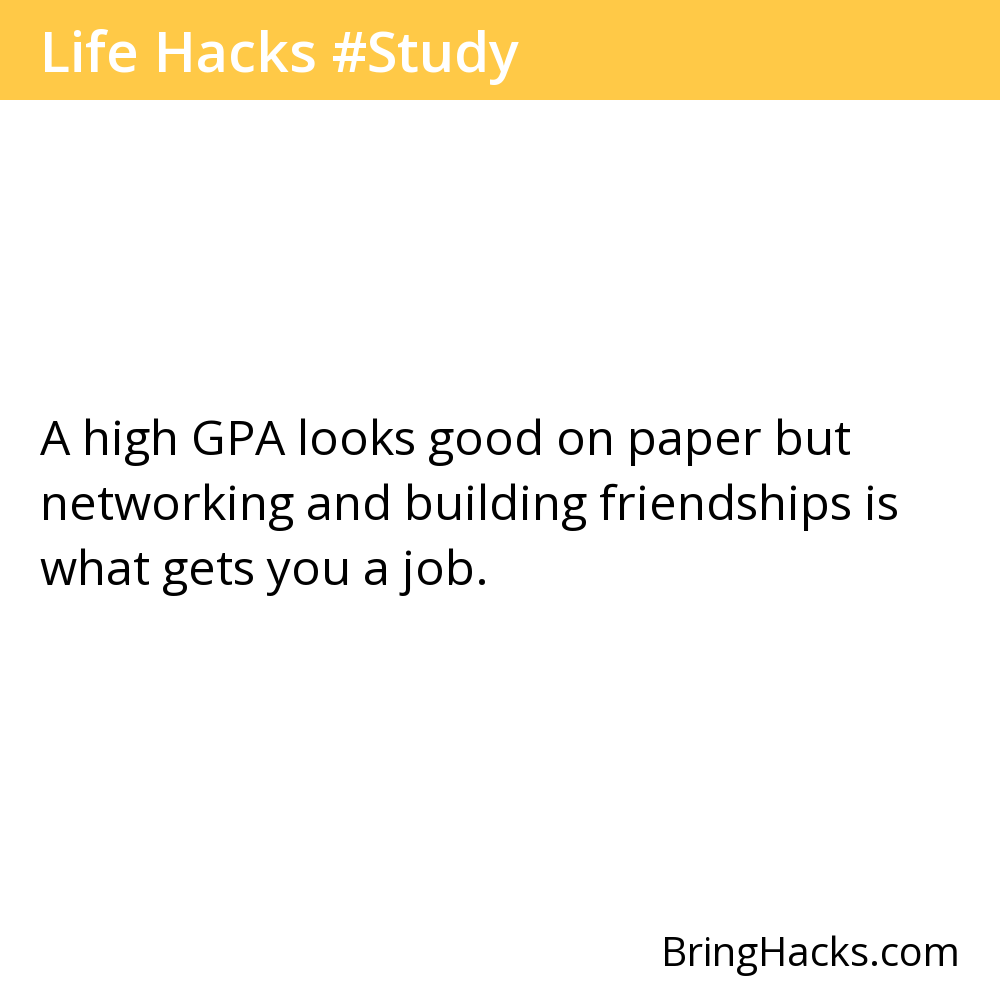 Life Hacks #Study
A high GPA looks good on paper but
networking and building friendships is
what gets you a job.
BringHacks.com